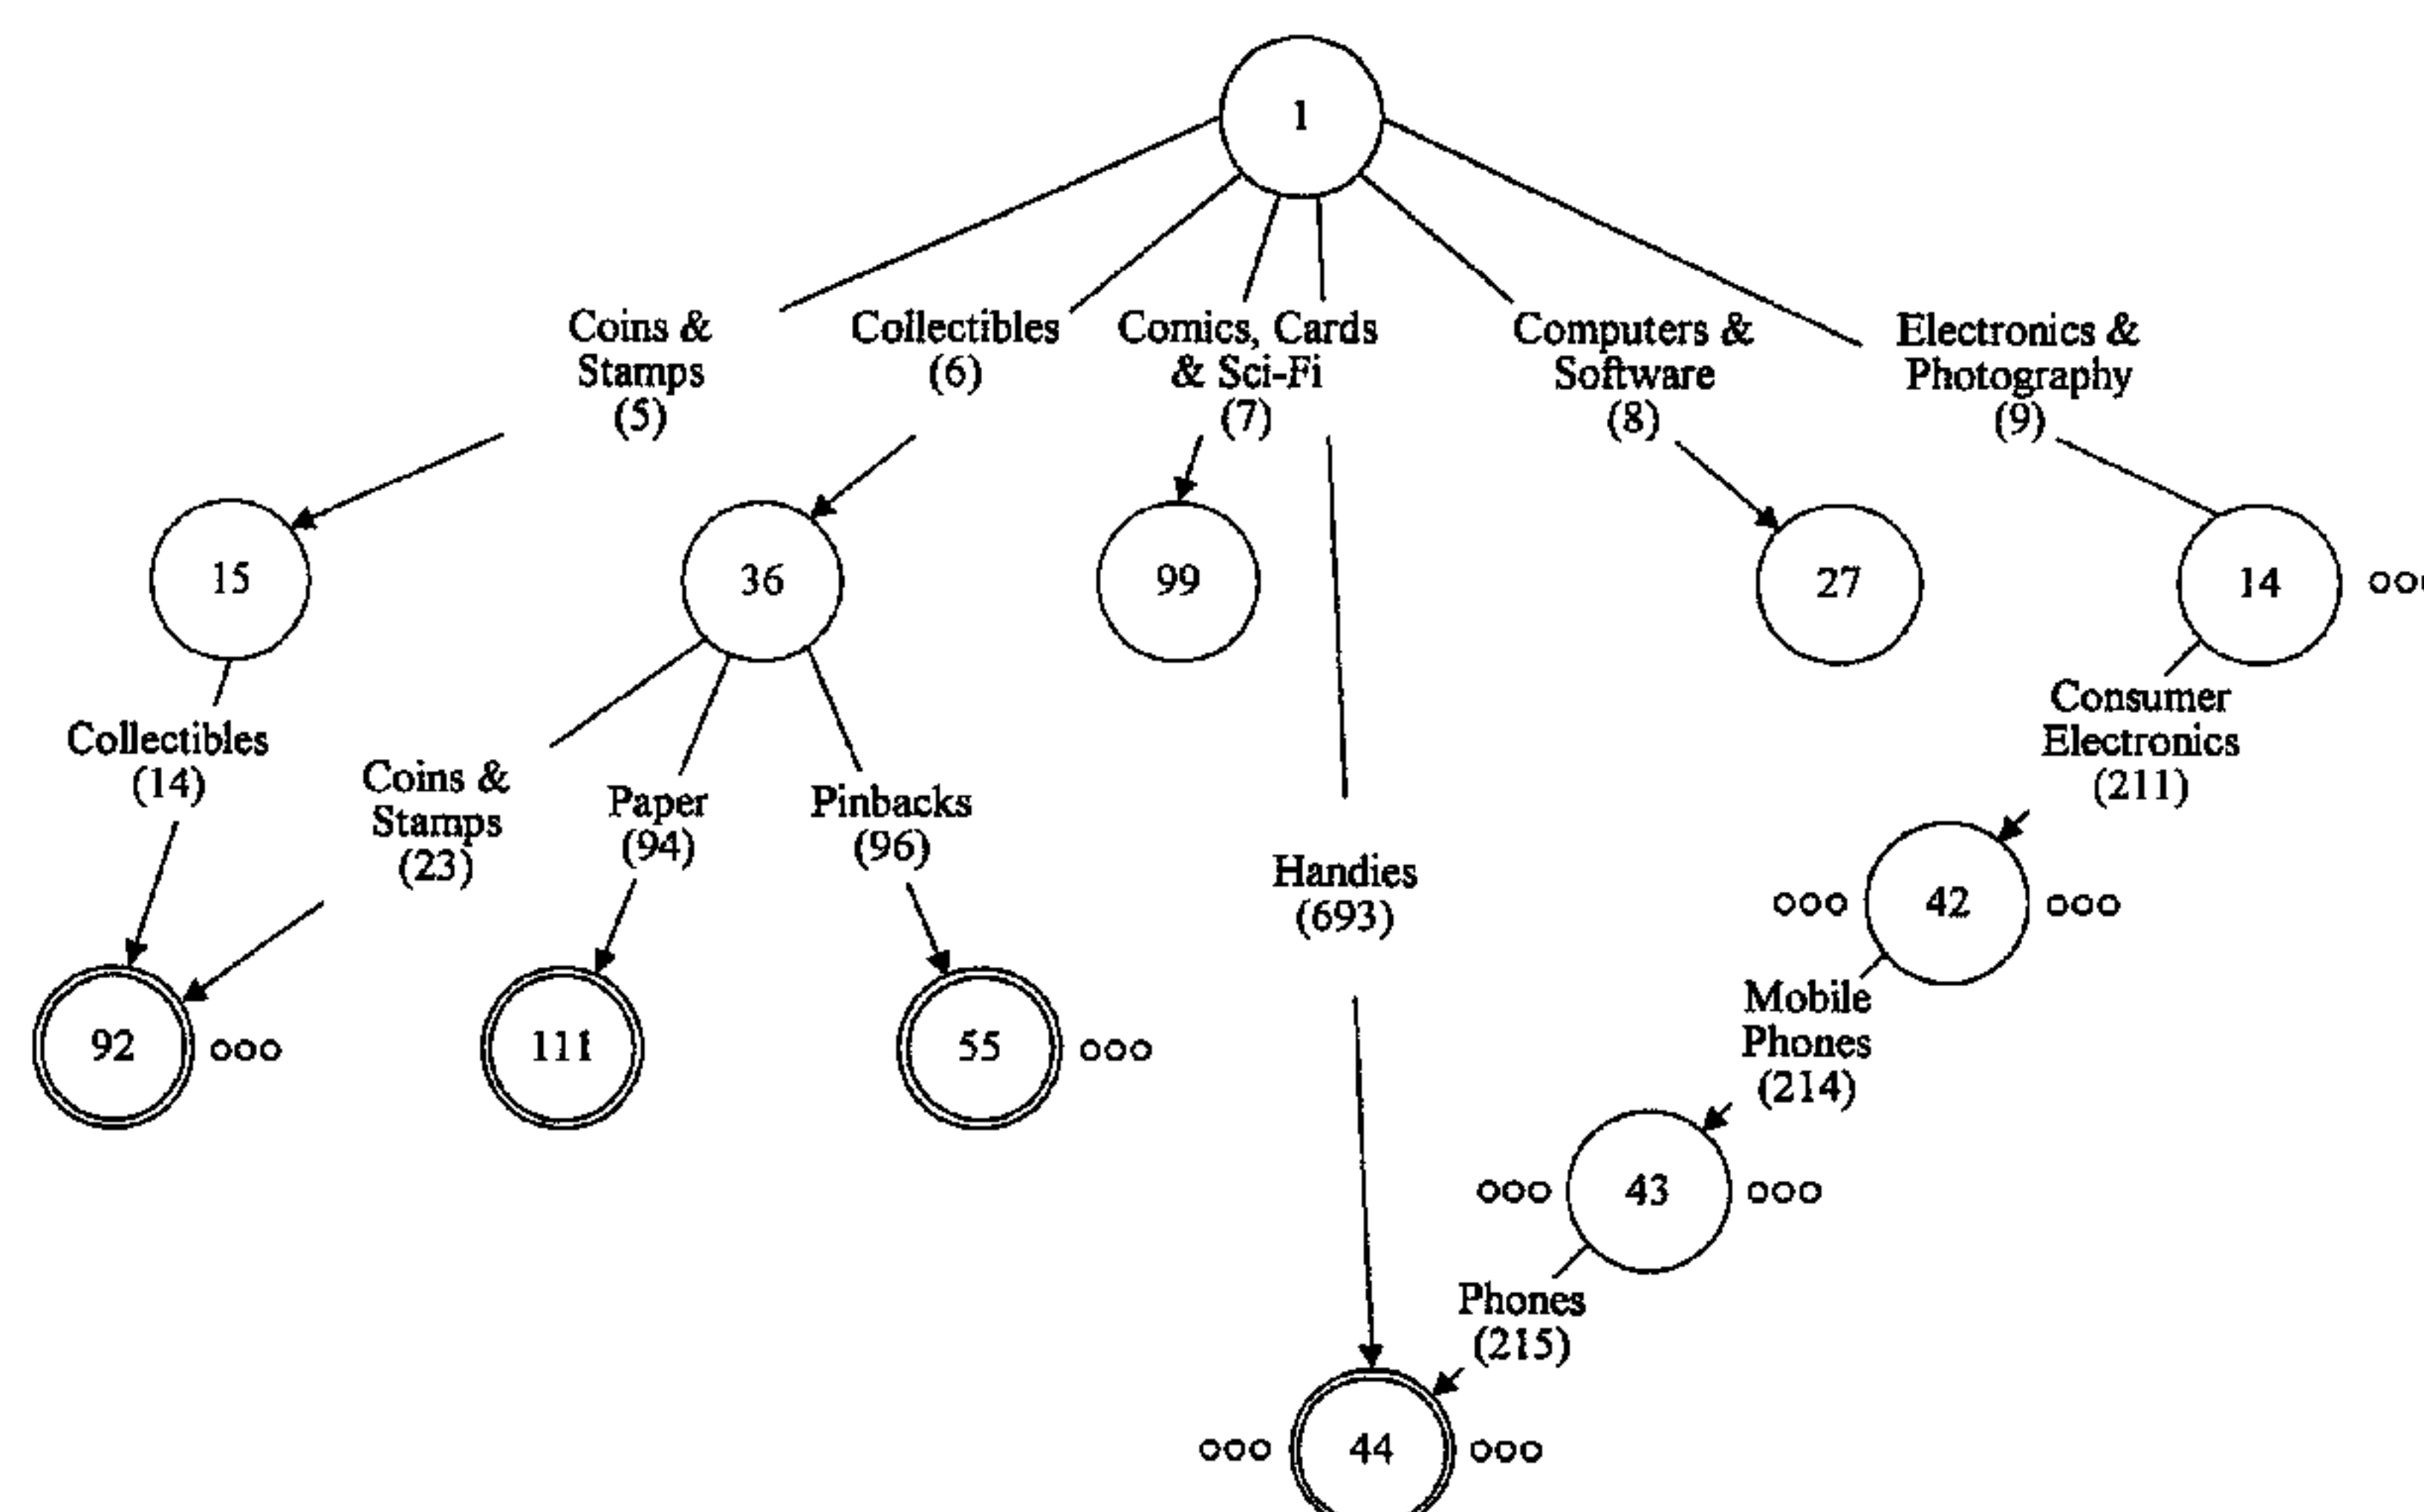 1
Coins &
Stamps
(5)
Collectibles
(6)
Comics, Cards
& Sci-Fi
(7)
Computers &
Software
(8)
Electronics &
Photography
(9)
15
36
99
27
14
Collectibles
(14)
Coins &
Stamps
(23)
Paper
(94)
Pinbacks
(96)
Handies
(693)
Consumer
Electronics
(211)
42
Mobile
Phones
(214)
92
111
55
43
Phones
(215)
44